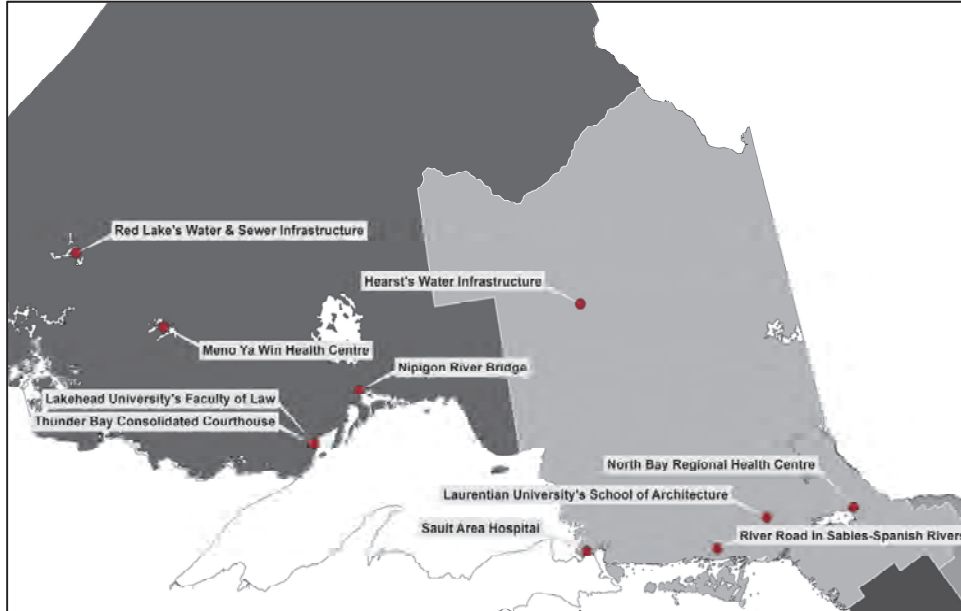 Red Lake's Water & Sewer Infrastructure
Hearst's Water Infrastructure
Meno Ya Win Health Centre
Nipigon River Bridge
Lakehead University's Faculty of Law
Thunder Bay Consolidated Courthouse
North Bay Regional Health Centre
Laurentian University's School of Architecture
Sault Area Hospital
River Road in Sables-Spanish Rivers